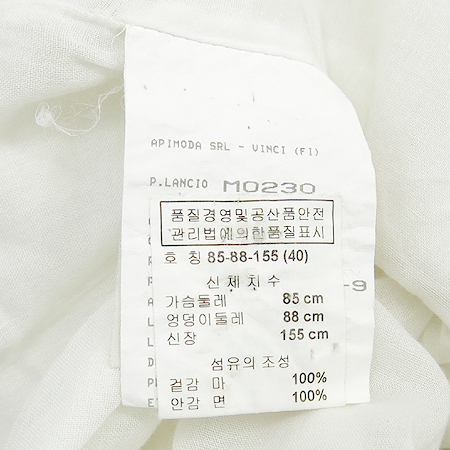 APIMODA SRL - VINCI (FI)
P.LANCIO M0230
품질경영및공산품안전
관리법에의한품질표시
호 칭 85-88-155 (40)
신체치수
-9
가슴둘레 85 cm
엉덩이둘레 88 cm
신장 155 cm
섬유의 조성
겉감 마 100%
안감 면 100%